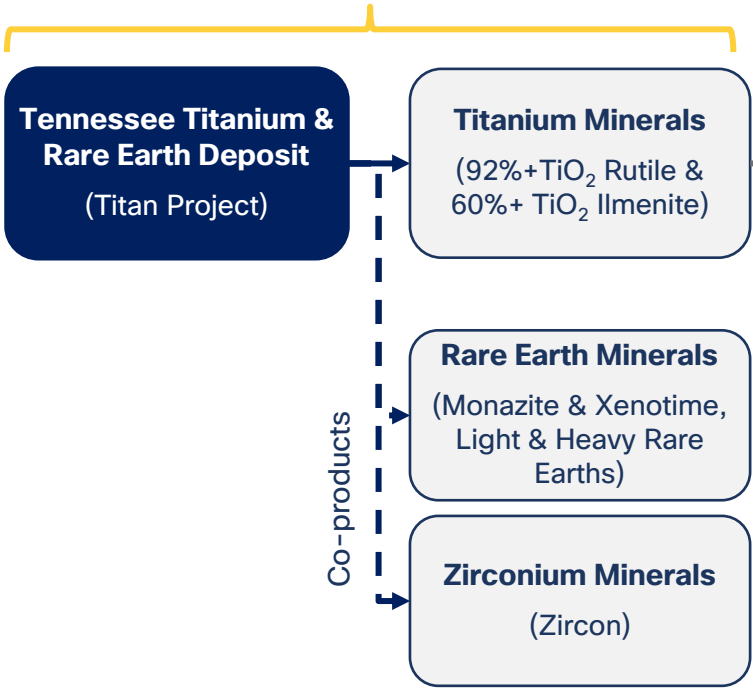 Tennessee Titanium &
Rare Earth Deposit
(Titan Project)
Titanium Minerals
(92%+TiO₂ Rutile &
60%+ TiO₂ Ilmenite)
Rare Earth Minerals
(Monazite & Xenotime,
Light & Heavy Rare
Earths)
Co-products
Zirconium Minerals
(Zircon)